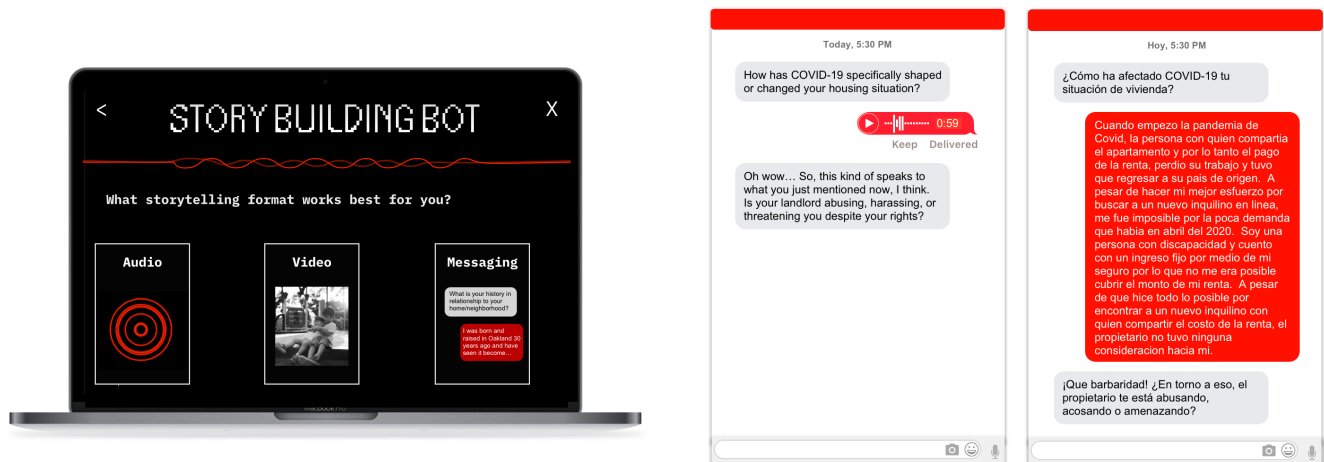 <
STORY BUILDING BOT
X
What storytelling format works best for you?
Audio
Video
Messaging
What is your history in
relationship to your
home/neighborhood?
I was born and
raised in Oakland 30
years ago and have
seen it become...
Today, 5:30 PM
How has COVID-19 specifically shaped
or changed your housing situation?
0:59
Keep Delivered
Oh wow… So, this kind of speaks to
what you just mentioned now, I think.
Is your landlord abusing, harassing, or
threatening you despite your rights?
Hoy, 5:30 PM
¿Cómo ha afectado COVID-19 tu
situación de vivienda?
Cuando empezo la pandemia de
Covid, la persona con quien compartia
el apartamento y por lo tanto el pago
de la renta, perdio su trabajo y tuvo
que regresar a su pais de origen. A
pesar de hacer mi mejor esfuerzo por
buscar a un nuevo inquilino en linea,
me fue imposible por la poca demanda
que habia en abril del 2020. Soy una
persona con discapacidad y cuento
con un ingreso fijo por medio de mi
seguro por lo que no me era posible
cubrir el monto de mi renta. A pesar
de que hice todo lo posible por
encontrar a un nuevo inquilino con
quien compartir el costo de la renta, el
propietario no tuvo ninguna
consideracion hacia mi.
¡Que barbaridad! ¿En torno a eso, el
propietario te está abusando,
acosando o amenazando?